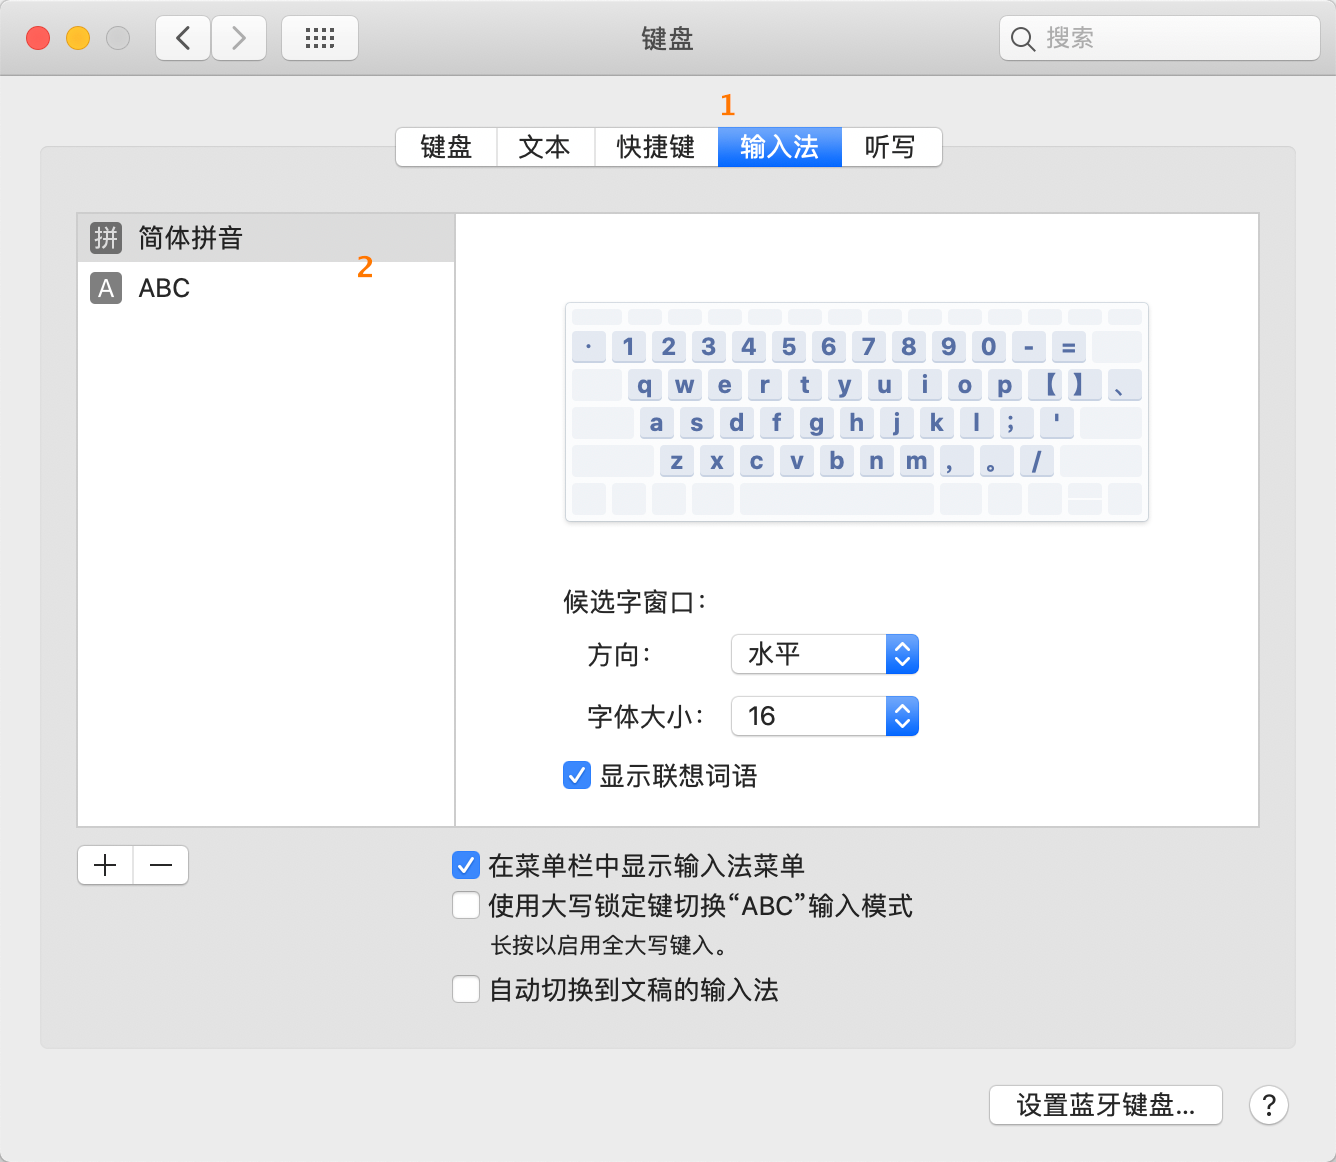 键盘
搜索
1
键盘 文本 快捷键 输入法 听写
拼 简体拼音
2
A ABC
· 1 2 3 4 5 6 7 8 9 0 - =
q w e r t y u i o p 【 】 、
a s d f g h j k l ； '
z x c v b n m ， 。 /
候选字窗口：
方向： 水平
字体大小： 16
显示联想词语
在菜单栏中显示输入法菜单
使用大写锁定键切换“ABC”输入模式
长按以启用全大写键入。
自动切换到文稿的输入法
设置蓝牙键盘... ?